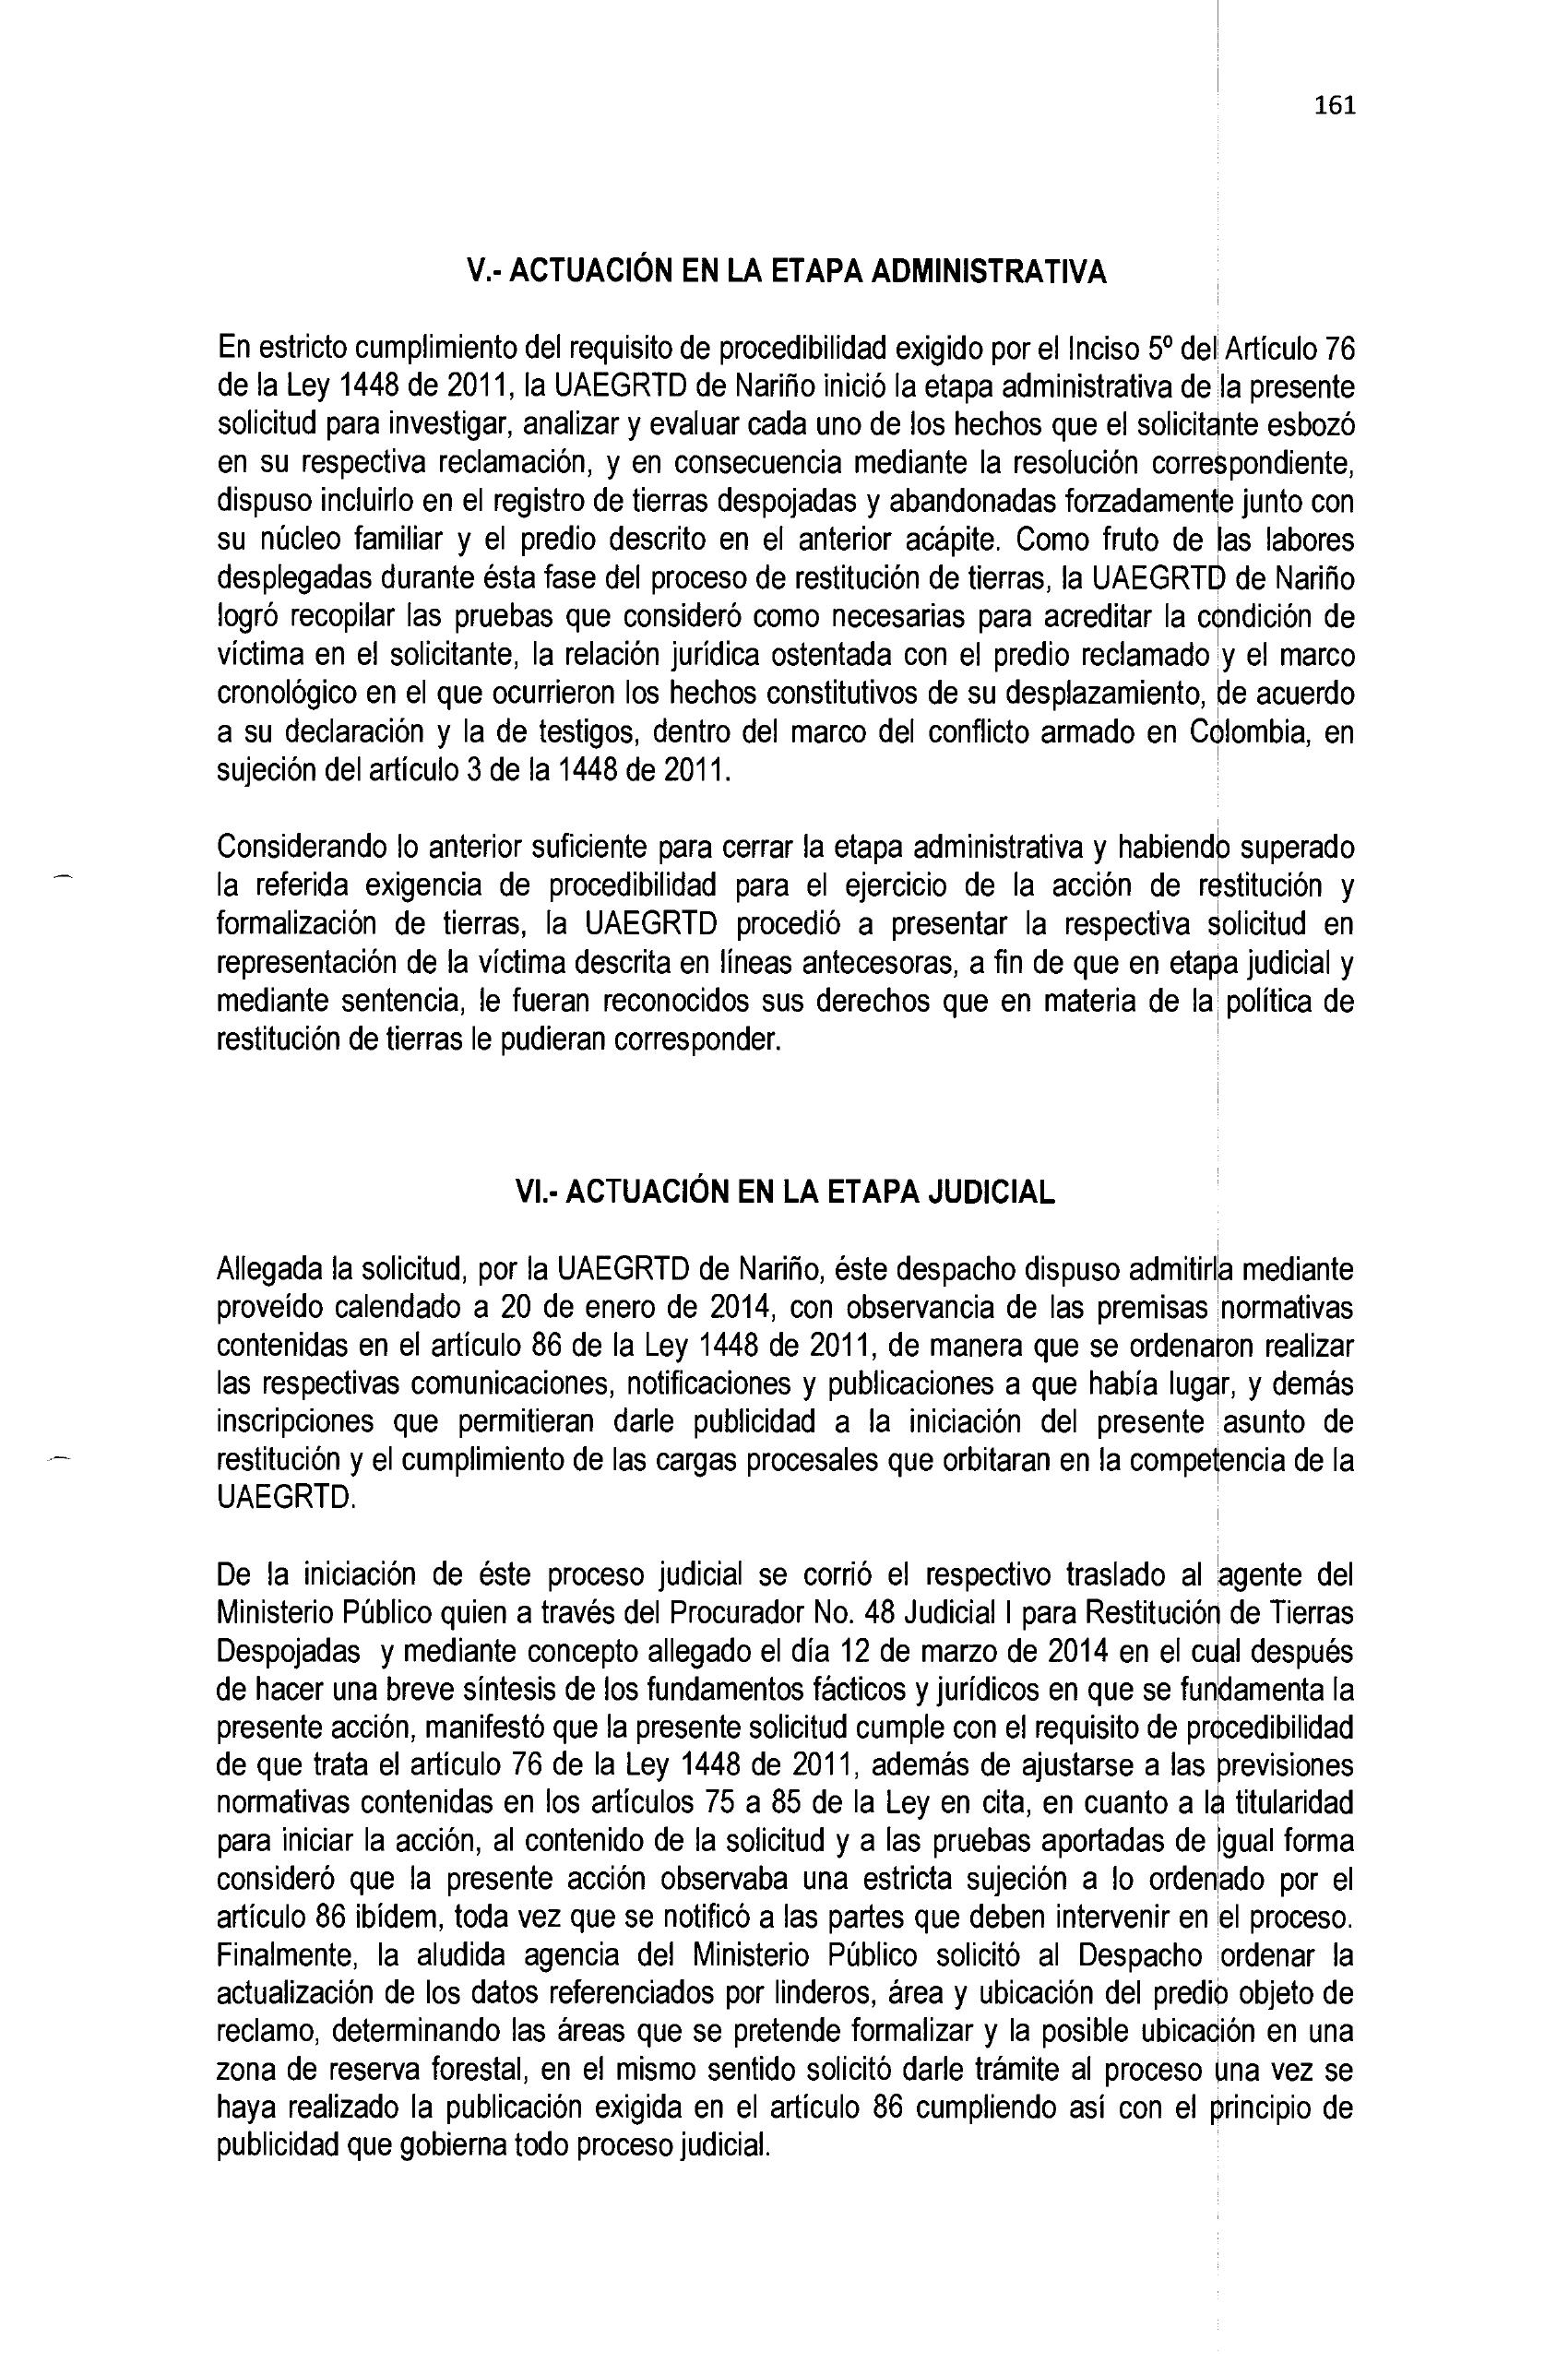 161
V.- ACTUACIÓN EN LA ETAPA ADMINISTRATIVA
En estricto cumplimiento del requisito de procedibilidad exigido por el Inciso 5º del Artículo 76
de la Ley 1448 de 2011, la UAEGRTD de Nariño inició la etapa administrativa de la presente
solicitud para investigar, analizar y evaluar cada uno de los hechos que el solicitante esbozó
en su respectiva reclamación, y en consecuencia mediante la resolución correspondiente,
dispuso incluirlo en el registro de tierras despojadas y abandonadas forzadamente junto con
su núcleo familiar y el predio descrito en el anterior acápite. Como fruto de las labores
desplegadas durante ésta fase del proceso de restitución de tierras, la UAEGRTD de Nariño
logró recopilar las pruebas que consideró como necesarias para acreditar la condición de
víctima en el solicitante, la relación jurídica ostentada con el predio reclamado y el marco
cronológico en el que ocurrieron los hechos constitutivos de su desplazamiento, de acuerdo
a su declaración y la de testigos, dentro del marco del conflicto armado en Colombia, en
sujeción del artículo 3 de la 1448 de 2011.
Considerando lo anterior suficiente para cerrar la etapa administrativa y habiendo superado
la referida exigencia de procedibilidad para el ejercicio de la acción de restitución y
formalización de tierras, la UAEGRTD procedió a presentar la respectiva solicitud en
representación de la víctima descrita en líneas antecesoras, a fin de que en etapa judicial y
mediante sentencia, le fueran reconocidos sus derechos que en materia de la política de
restitución de tierras le pudieran corresponder.
VI.- ACTUACIÓN EN LA ETAPA JUDICIAL
Allegada la solicitud, por la UAEGRTD de Nariño, éste despacho dispuso admitirla mediante
proveído calendado a 20 de enero de 2014, con observancia de las premisas normativas
contenidas en el artículo 86 de la Ley 1448 de 2011, de manera que se ordenaron realizar
las respectivas comunicaciones, notificaciones y publicaciones a que había lugar, y demás
inscripciones que permitieran darle publicidad a la iniciación del presente asunto de
restitución y el cumplimiento de las cargas procesales que orbitaran en la competencia de la
UAEGRTD.
De la iniciación de éste proceso judicial se corrió el respectivo traslado al agente del
Ministerio Público quien a través del Procurador No. 48 Judicial I para Restitución de Tierras
Despojadas y mediante concepto allegado el día 12 de marzo de 2014 en el cual después
de hacer una breve síntesis de los fundamentos fácticos y jurídicos en que se fundamenta la
presente acción, manifestó que la presente solicitud cumple con el requisito de procedibilidad
de que trata el artículo 76 de la Ley 1448 de 2011, además de ajustarse a las previsiones
normativas contenidas en los artículos 75 a 85 de la Ley en cita, en cuanto a la titularidad
para iniciar la acción, al contenido de la solicitud y a las pruebas aportadas de igual forma
consideró que la presente acción observaba una estricta sujeción a lo ordenado por el
artículo 86 ibídem, toda vez que se notificó a las partes que deben intervenir en el proceso.
Finalmente, la aludida agencia del Ministerio Público solicitó al Despacho ordenar la
actualización de los datos referenciados por linderos, área y ubicación del predio objeto de
reclamo, determinando las áreas que se pretende formalizar y la posible ubicación en una
zona de reserva forestal, en el mismo sentido solicitó darle trámite al proceso una vez se
haya realizado la publicación exigida en el artículo 86 cumpliendo así con el principio de
publicidad que gobierna todo proceso judicial.